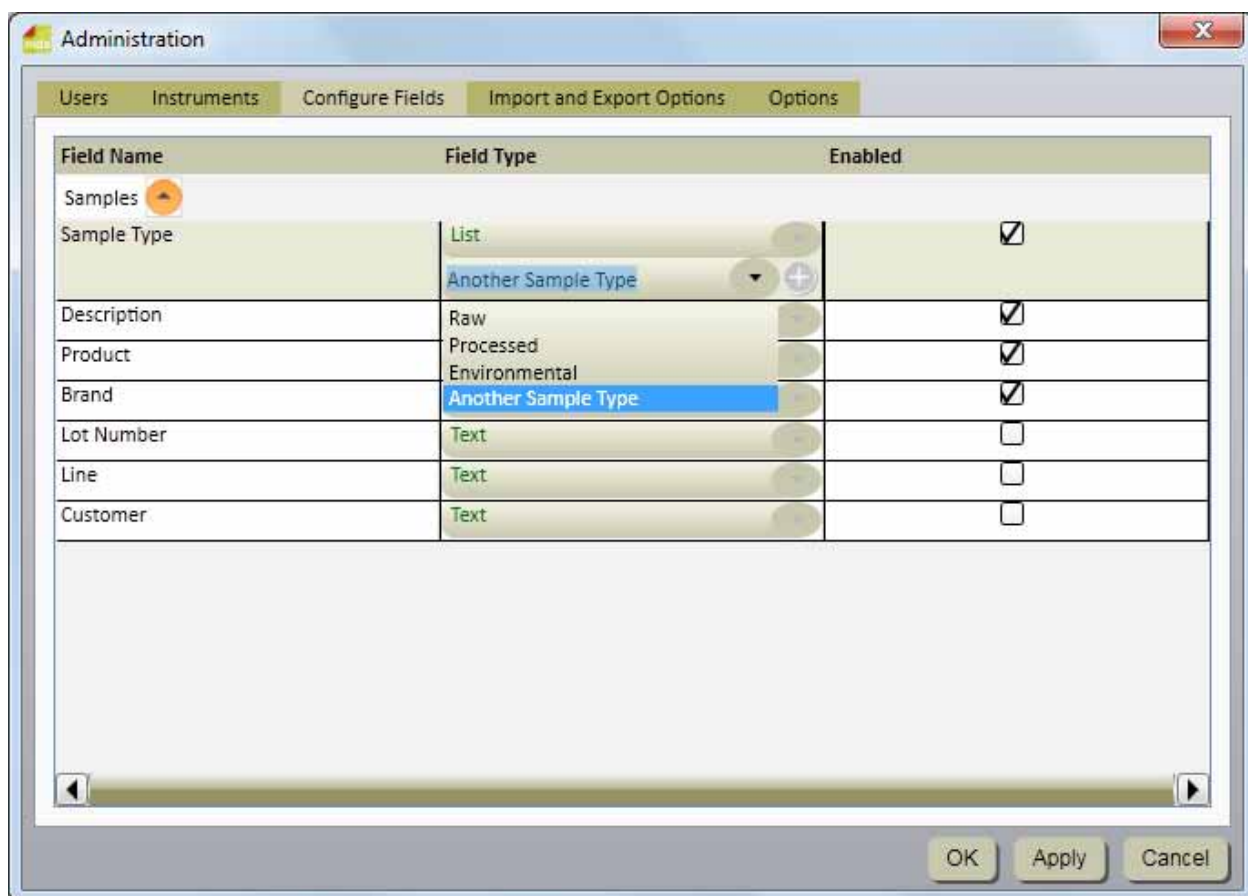 Administration
Users Instruments Configure Fields Import and Export Options Options
Field Name Field Type Enabled
Samples
Sample Type List
Another Sample Type
Description Raw
Product Processed
Environmental
Brand Another Sample Type
Lot Number Text
Line Text
Customer Text
OK Apply Cancel